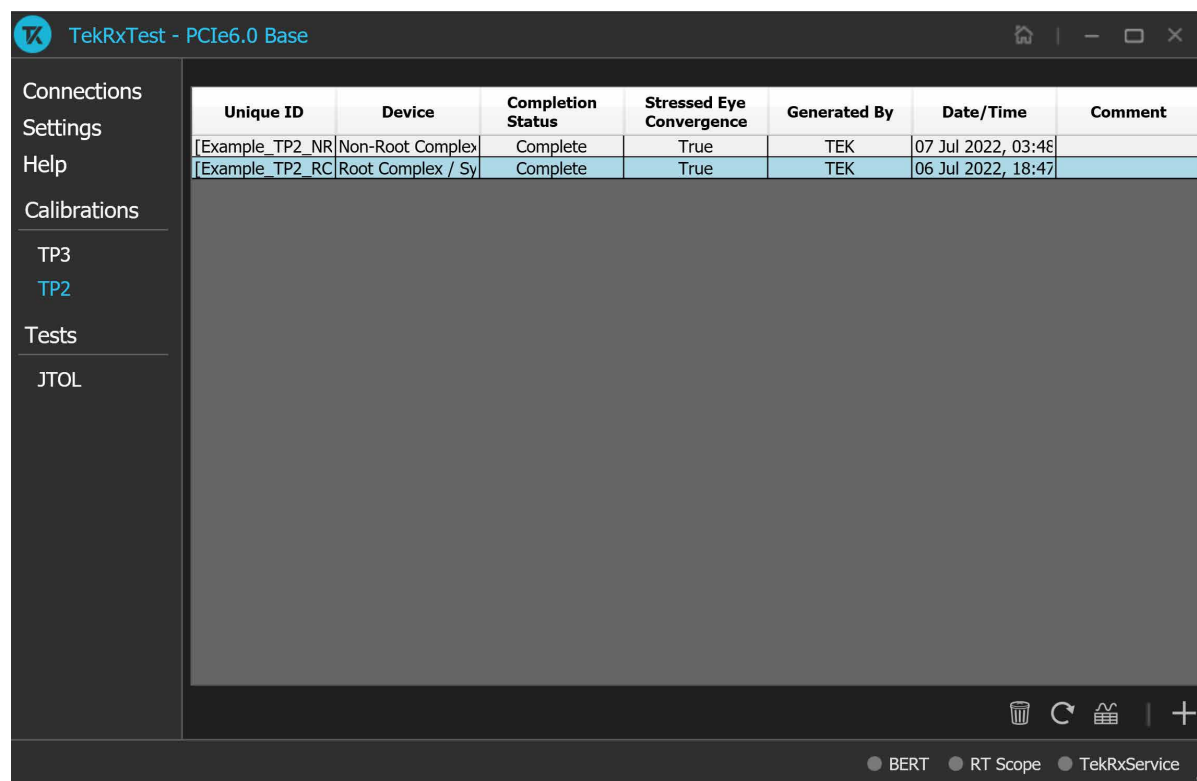 TekRxTest - PCIe6.0 Base
Connections
Settings
Help
Calibrations
TP3
TP2
Tests
JTOL
Unique ID Device Completion Status Stressed Eye Convergence Generated By Date/Time Comment
[Example_TP2_NR Non-Root Complex Complete True TEK 07 Jul 2022, 03:48
[Example_TP2_RC Root Complex / Sy Complete True TEK 06 Jul 2022, 18:47
BERT RT Scope TekRxService